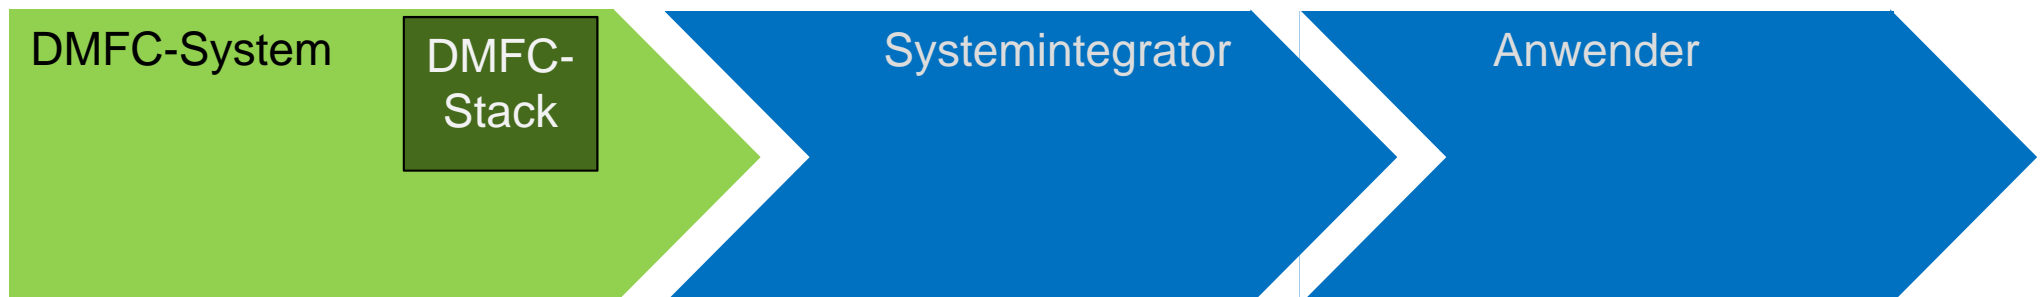 DMFC-System
DMFC-
Stack
Systemintegrator
Anwender